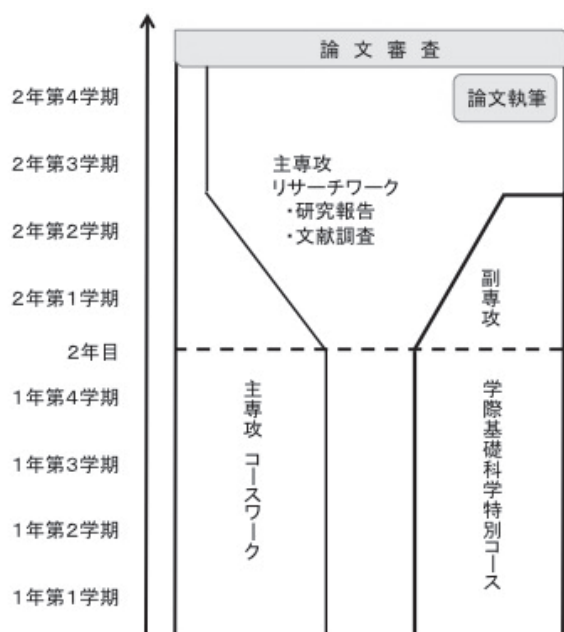 論文審査
2年第4学期
論文執筆
2年第3学期
主専攻
リサーチワーク
・研究報告
・文献調査
2年第2学期
2年第1学期
副専攻
2年目
1年第4学期
1年第3学期
1年第2学期
1年第1学期
主専攻 コースワーク
学際基礎科学特別コース